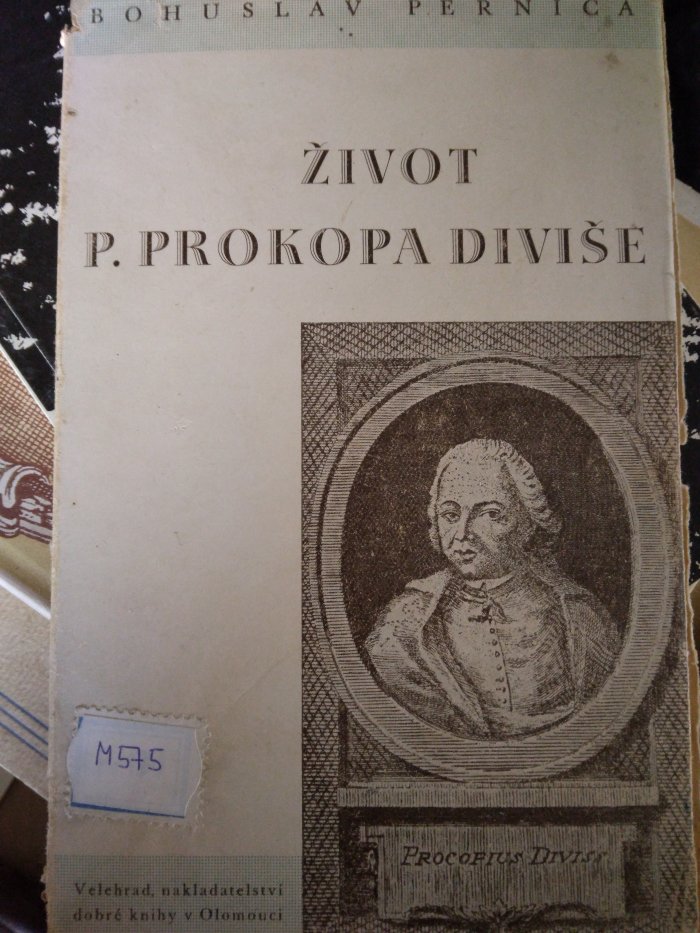 BOHUSLAV PERNICA
ŽIVOT
P. PROKOPA DIVIŠE
M575
PROCOPIUS DIVISS
Velehrad, nakladatelství
dobré knihy v Olomouci